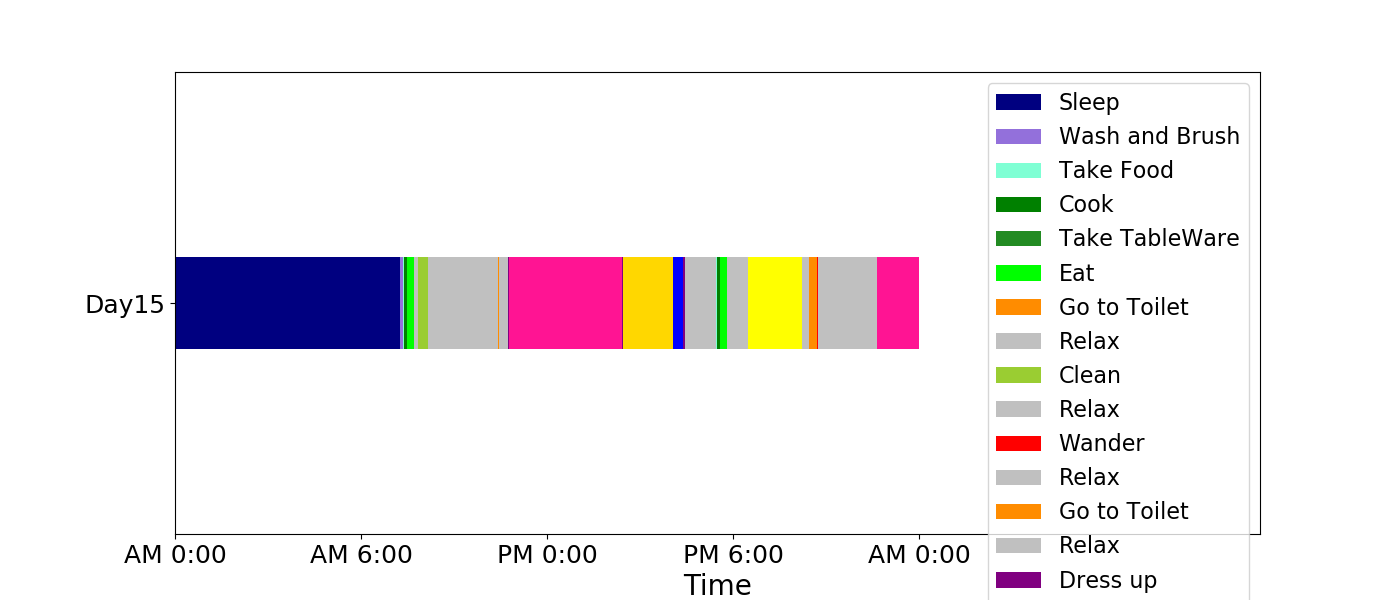 Sleep
Wash and Brush
Take Food
Cook
Take TableWare
Eat
Go to Toilet
Relax
Clean
Relax
Wander
Relax
Go to Toilet
Relax
Dress up
Day15
AM 0:00 AM 6:00 PM 0:00 PM 6:00 AM 0:00
Time